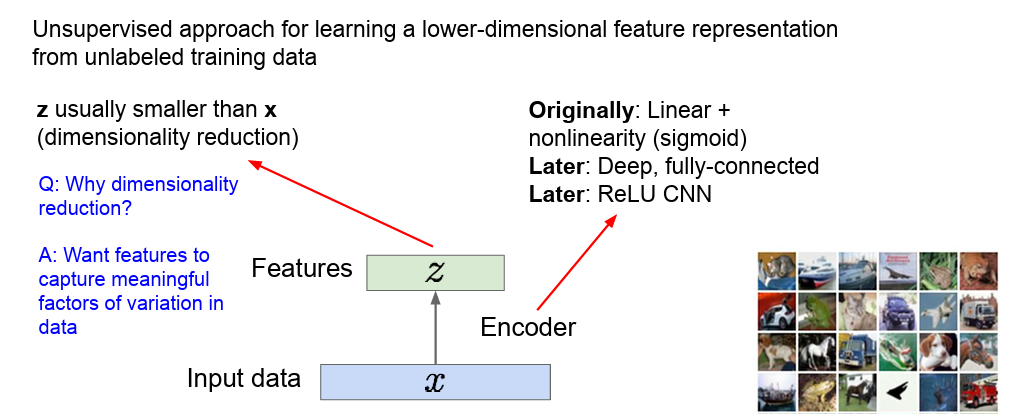 Unsupervised approach for learning a lower-dimensional feature representation
from unlabeled training data
z usually smaller than x
(dimensionality reduction)
Q: Why dimensionality
reduction?
A: Want features to
capture meaningful
factors of variation in
data
Originally: Linear +
nonlinearity (sigmoid)
Later: Deep, fully-connected
Later: ReLU CNN
Features
z
Encoder
Input data
x